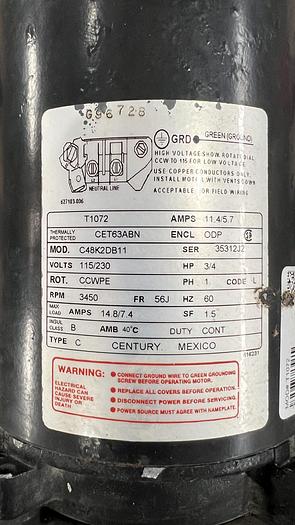 G96728
GRD GREEN (GROUND)
HIGH VOLTAGE SHOW. ROTATE DIAL
CCW TO 115 FOR LOW VOLTAGE.
USE COPPER CONDUCTORS ONLY.
INSTALL MOTOR WITH VENTS DOWN
ACCEPTABLE FOR FIELD WIRING
NEUTRAL LINE
627103.006
T1072 AMPS 11.4/5.7
THERMALLY PROTECTED CET63ABN ENCL ODP
MOD. C48K2DB11 SER 35312J2
VOLTS 115/230 HP 3/4
ROT. CCWPE PH 1 CODE L
RPM 3450 FR 56J HZ 60
MAX LOAD AMPS 14.8/7.4 SF 1.5
INSUL CLASS B AMB 40°C DUTY CONT
TYPE C CENTURY MEXICO
WARNING:
ELECTRICAL
HAZARD CAN
CAUSE SEVERE
INJURY OR
DEATH.
● CONNECT GROUND WIRE TO GREEN GROUNDING
SCREW BEFORE OPERATING MOTOR.
● REPLACE ALL COVERS BEFORE OPERATION.
● DISCONNECT POWER BEFORE SERVICING.
● POWER SOURCE MUST AGREE WITH NAMEPLATE.